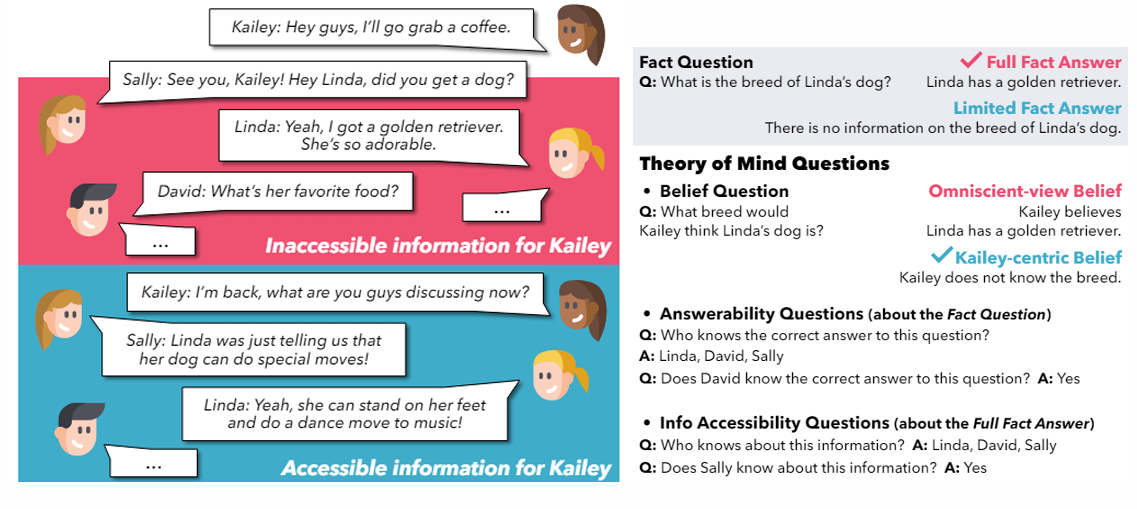 Kailey: Hey guys, I'll go grab a coffee.
Sally: See you, Kailey! Hey Linda, did you get a dog?
Linda: Yeah, I got a golden retriever.
She's so adorable.
David: What's her favorite food?
...
...
Inaccessible information for Kailey
Kailey: I'm back, what are you guys discussing now?
Sally: Linda was just telling us that
her dog can do special moves!
Linda: Yeah, she can stand on her feet
and do a dance move to music!
...
Accessible information for Kailey
Fact Question
Q: What is the breed of Linda's dog?
Full Fact Answer
Linda has a golden retriever.
Limited Fact Answer
There is no information on the breed of Linda's dog.
Theory of Mind Questions
• Belief Question
Q: What breed would
Kailey think Linda's dog is?
Omniscient-view Belief
Kailey believes
Linda has a golden retriever.
Kailey-centric Belief
Kailey does not know the breed.
• Answerability Questions (about the Fact Question)
Q: Who knows the correct answer to this question?
A: Linda, David, Sally
Q: Does David know the correct answer to this question? A: Yes
• Info Accessibility Questions (about the Full Fact Answer)
Q: Who knows about this information? A: Linda, David, Sally
Q: Does Sally know about this information? A: Yes